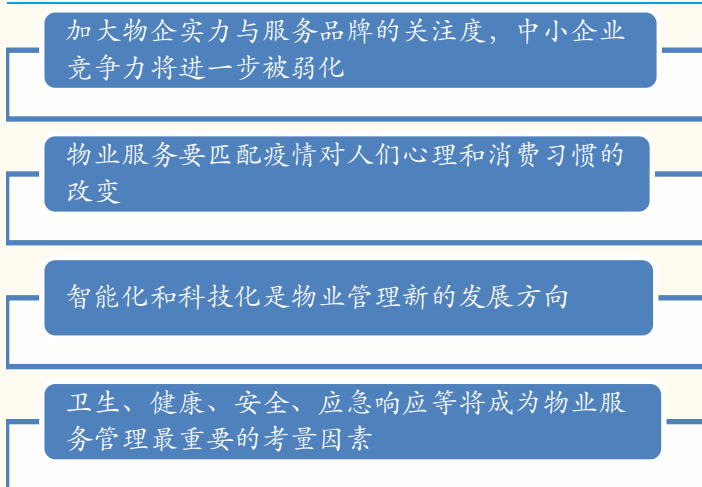 加大物企实力与服务品牌的关注度，中小企业
竞争力将进一步被弱化
物业服务要匹配疫情对人们心理和消费习惯的
改变
智能化和科技化是物业管理新的发展方向
卫生、健康、安全、应急响应等将成为物业服
务管理最重要的考量因素